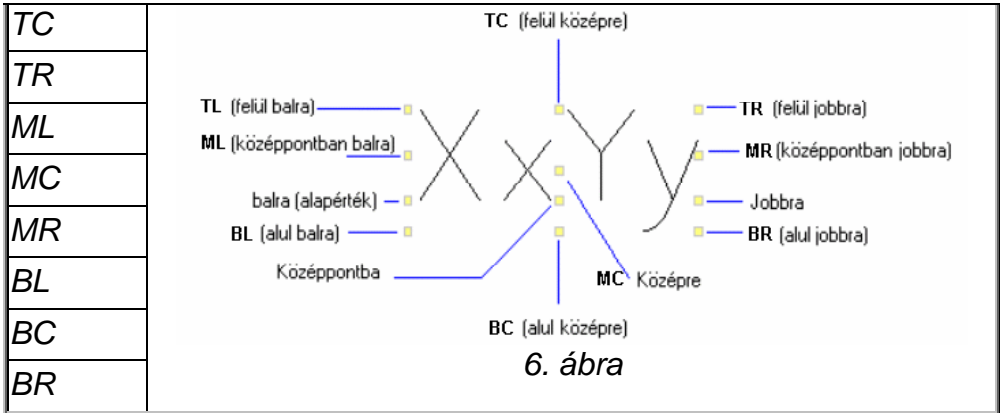 TC
TR
ML
MC
MR
BL
BC
BR
TC (felül középre)
TL (felül balra)
TR (felül jobbra)
ML (középpontban balra)
MR (középpontban jobbra)
XxYy
balra (alapérték)
Jobbra
BL (alul balra)
BR (alul jobbra)
Középpontba
MC Középre
BC (alul középre)
6. ábra